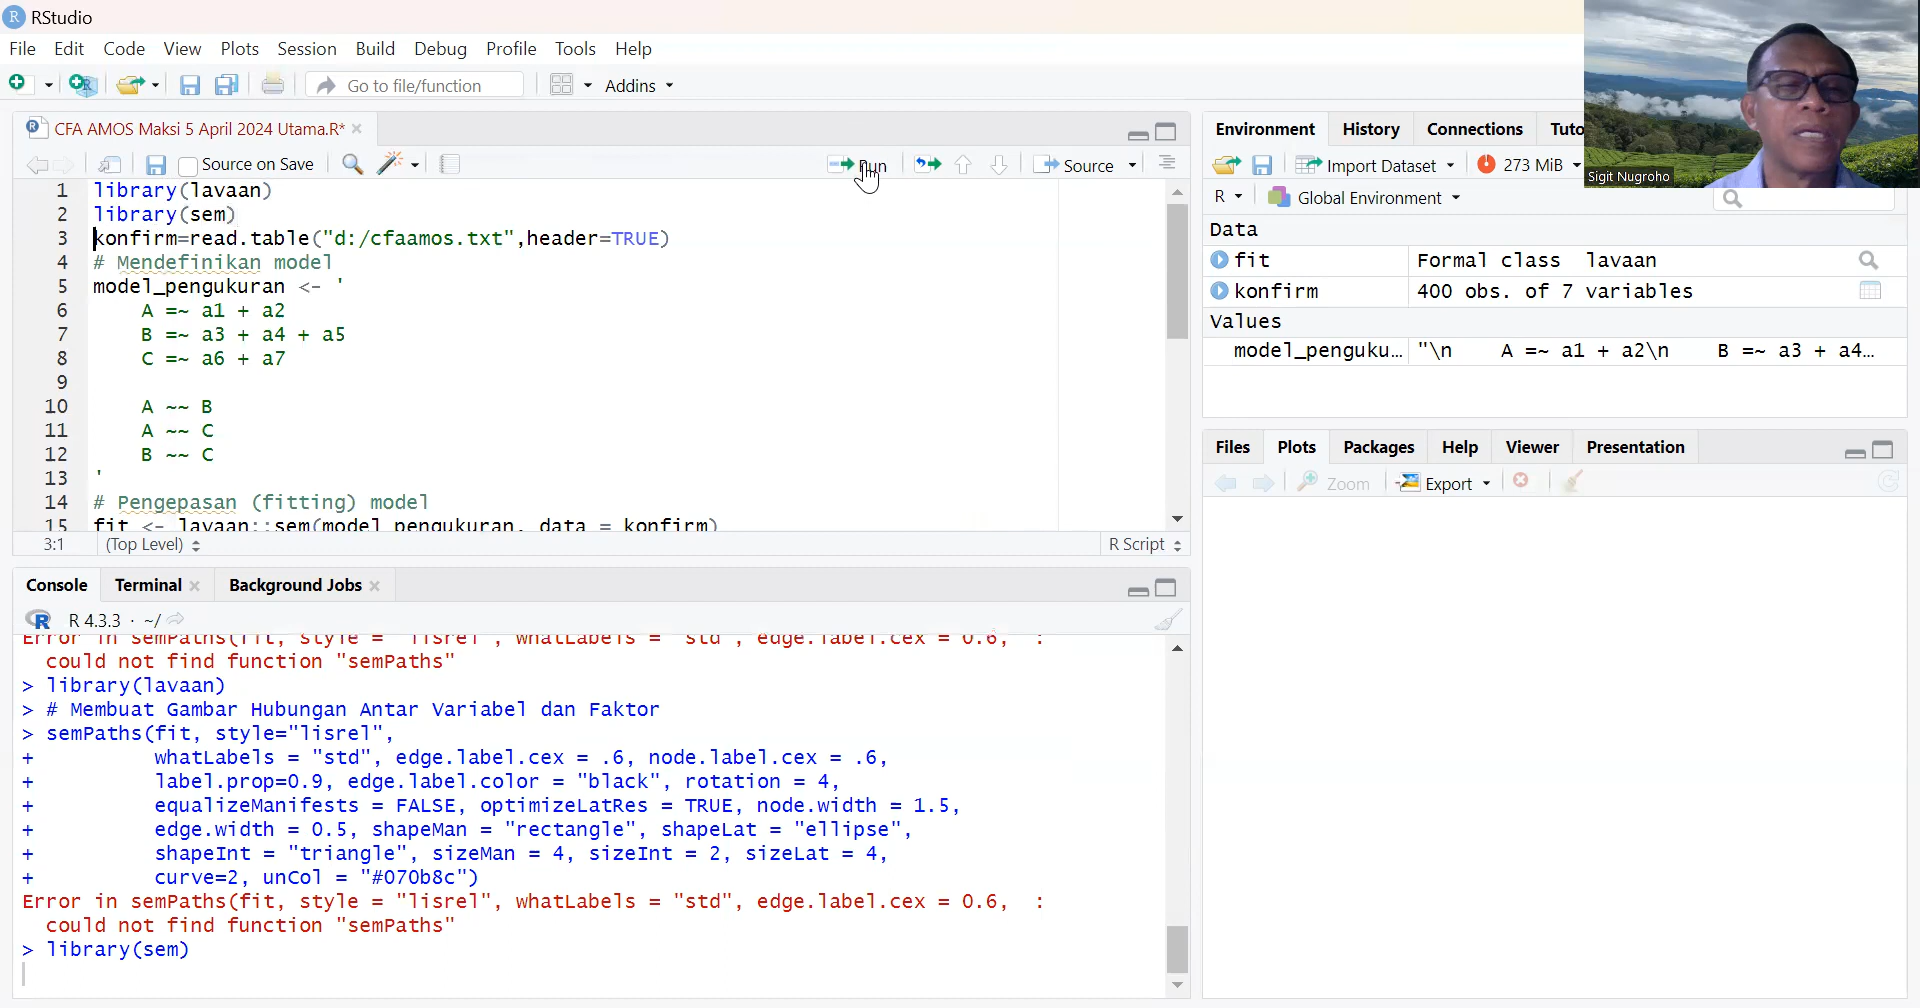 RStudio
File Edit Code View Plots Session Build Debug Profile Tools Help
Go to file/function Addins
CFA AMOS Maksi 5 April 2024 Utama.R*
Source on Save Run Source
1 library(lavaan)
2 library(sem)
3 konfirm=read.table("d:/cfaamos.txt",header=TRUE)
4 # Mendefinikan model
5 model_pengukuran <- '
6 A =~ a1 + a2
7 B =~ a3 + a4 + a5
8 C =~ a6 + a7
9
10 A ~~ B
11 A ~~ C
12 B ~~ C
13 '
14 # Pengepasan (fitting) model
15 fit <- lavaan::sem(model_pengukuran, data = konfirm)
3:1 (Top Level) R Script
Console Terminal Background Jobs
R 4.3.3 · ~/
Error in semPaths(fit, style = "lisrel", whatLabels = "std", edge.label.cex = 0.6, :
could not find function "semPaths"
> library(lavaan)
> # Membuat Gambar Hubungan Antar Variabel dan Faktor
> semPaths(fit, style="lisrel",
+ whatLabels = "std", edge.label.cex = .6, node.label.cex = .6,
+ label.prop=0.9, edge.label.color = "black", rotation = 4,
+ equalizeManifests = FALSE, optimizeLatRes = TRUE, node.width = 1.5,
+ edge.width = 0.5, shapeMan = "rectangle", shapeLat = "ellipse",
+ shapeInt = "triangle", sizeMan = 4, sizeInt = 2, sizeLat = 4,
+ curve=2, unCol = "#070b8c")
Error in semPaths(fit, style = "lisrel", whatLabels = "std", edge.label.cex = 0.6, :
could not find function "semPaths"
> library(sem)
Environment History Connections Tuto
Import Dataset 273 MiB
R Global Environment
Data
fit Formal class lavaan
konfirm 400 obs. of 7 variables
Values
model_penguku… "\n A =~ a1 + a2\n B =~ a3 + a4…
Files Plots Packages Help Viewer Presentation
Zoom Export
Sigit Nugroho